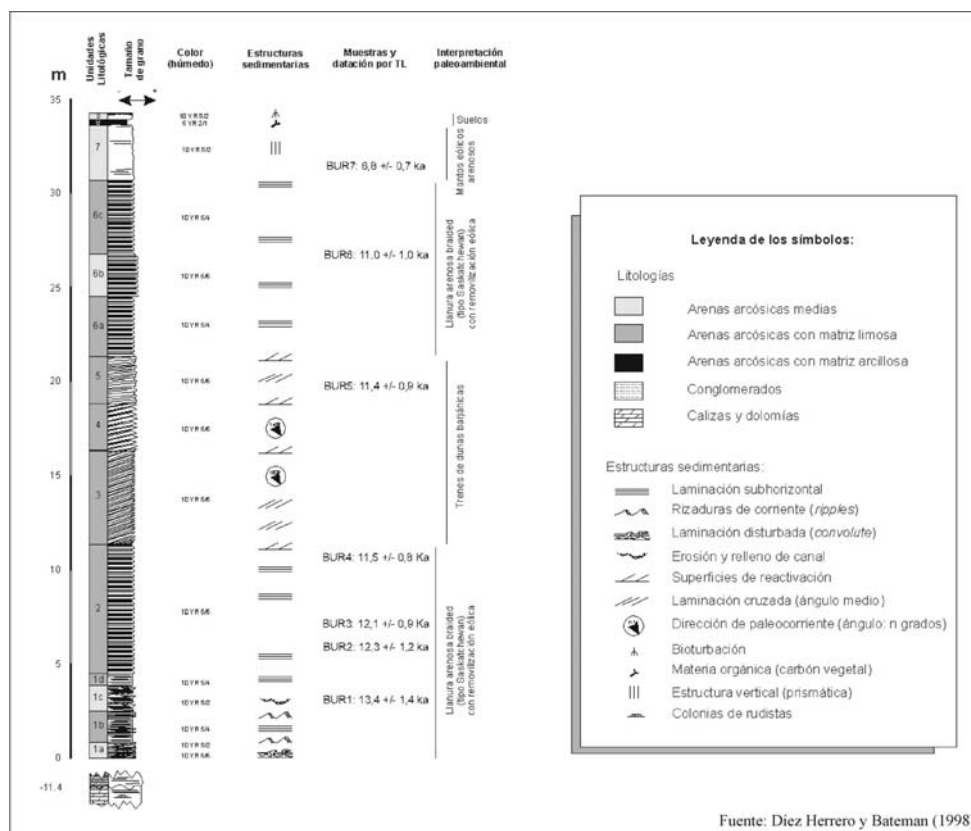 m
Unidades Litológicas
Tamaño de grano
- +
Color (húmedo)
Estructuras sedimentarias
Muestras y datación por TL
Interpretación paleoambiental
35
30
25
20
15
10
5
0
-11.4
7
6c
6b
6a
5
4
3
2
1d
1c
1b
1a
BUR7: 6,8 +/- 0,7 ka
BUR6: 11,0 +/- 1,0 ka
BUR5: 11,4 +/- 0,9 ka
BUR4: 11,5 +/- 0,8 Ka
BUR3: 12,1 +/- 0,9 Ka
BUR2: 12,3 +/- 1,2 ka
BUR1: 13,4 +/- 1,4 ka
Suelos
Mantos eólicos arenosos
Llanura arenosa braided (tipo Saskatchewan) con removilización eólica
Trenes de dunas barjánicas
Llanura arenosa braided (tipo Saskatchewan) con removilización eólica
Leyenda de los símbolos:
Litologías
Arenas arcósicas medias
Arenas arcósicas con matriz limosa
Arenas arcósicas con matriz arcillosa
Conglomerados
Calizas y dolomías
Estructuras sedimentarias:
Laminación subhorizontal
Rizaduras de corriente (ripples)
Laminación disturbada (convolute)
Erosión y relleno de canal
Superficies de reactivación
Laminación cruzada (ángulo medio)
Dirección de paleocorriente (ángulo: n grados)
Bioturbación
Materia orgánica (carbón vegetal)
Estructura vertical (prismática)
Colonias de rudistas
Fuente: Díez Herrero y Bateman (1998